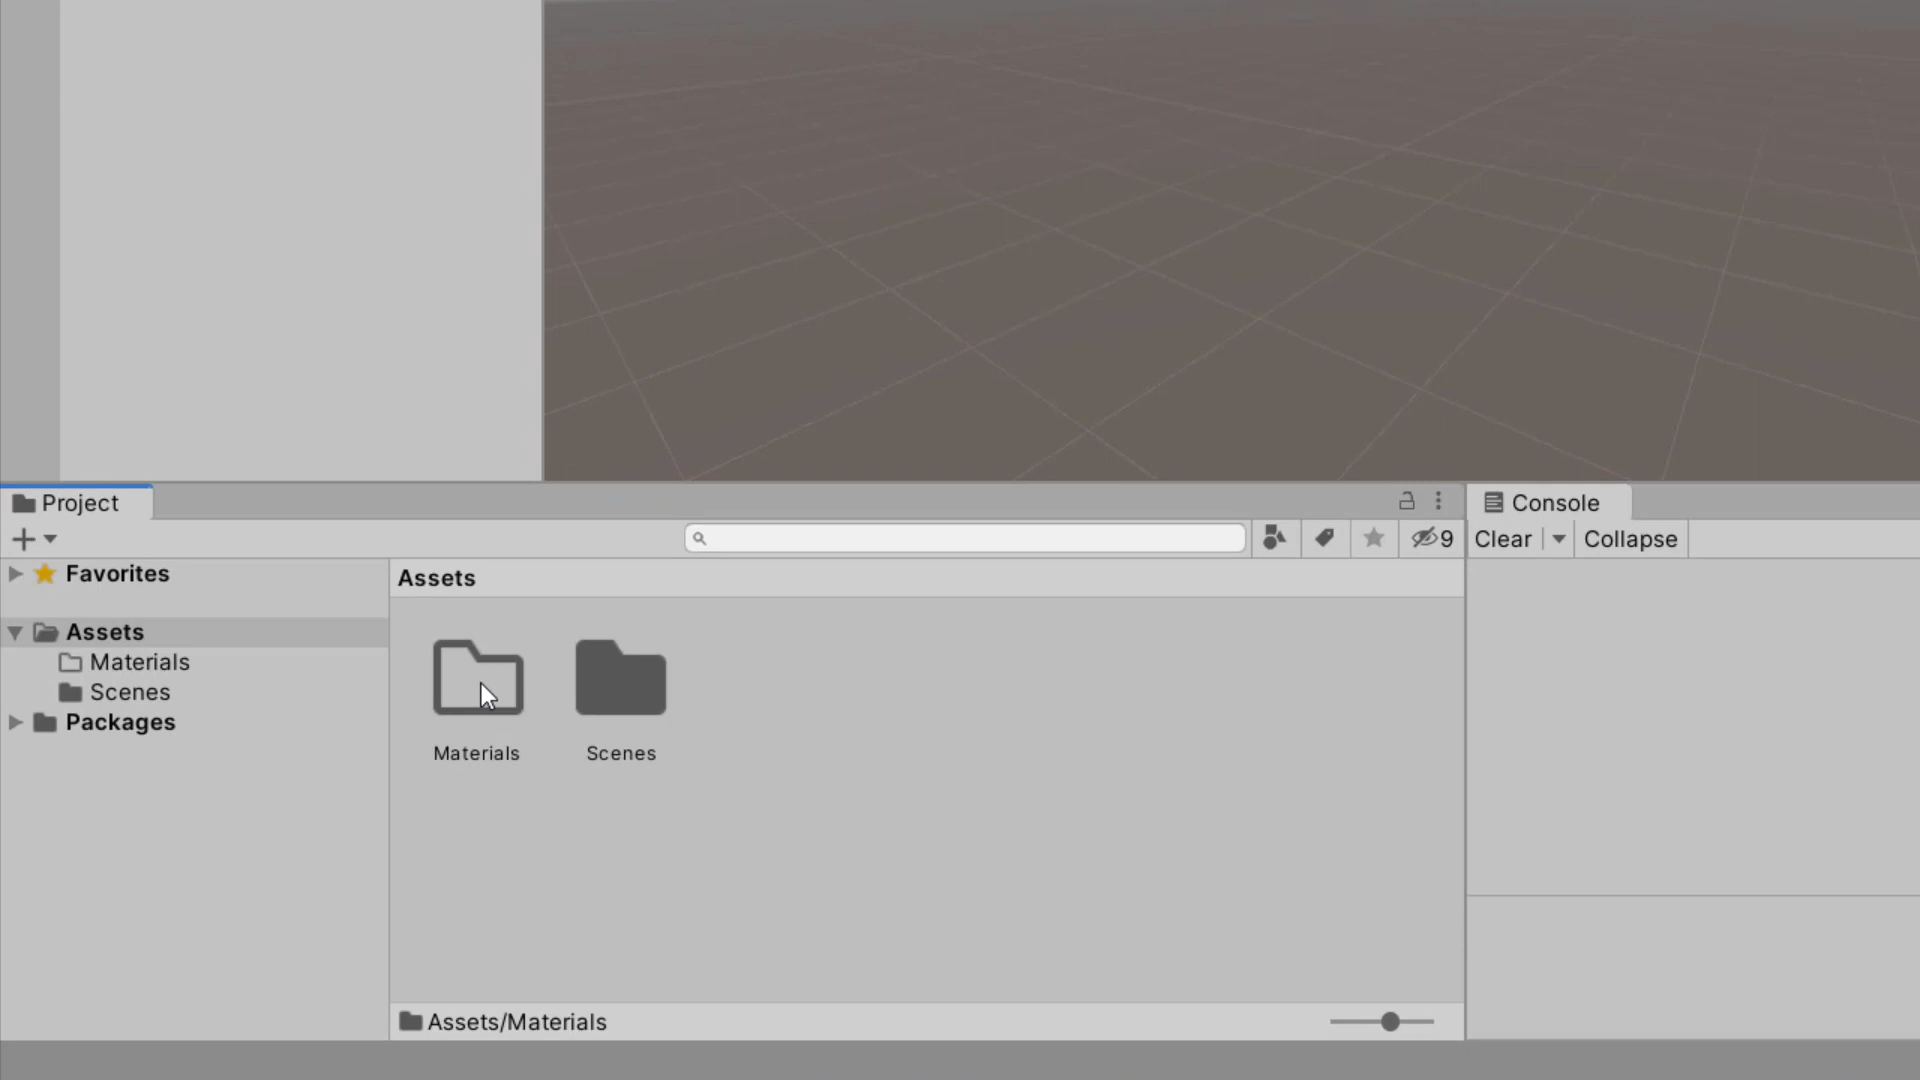 Project
Console
9
Clear
Collapse
Favorites
Assets
Materials
Scenes
Packages
Assets
Materials
Scenes
Assets/Materials